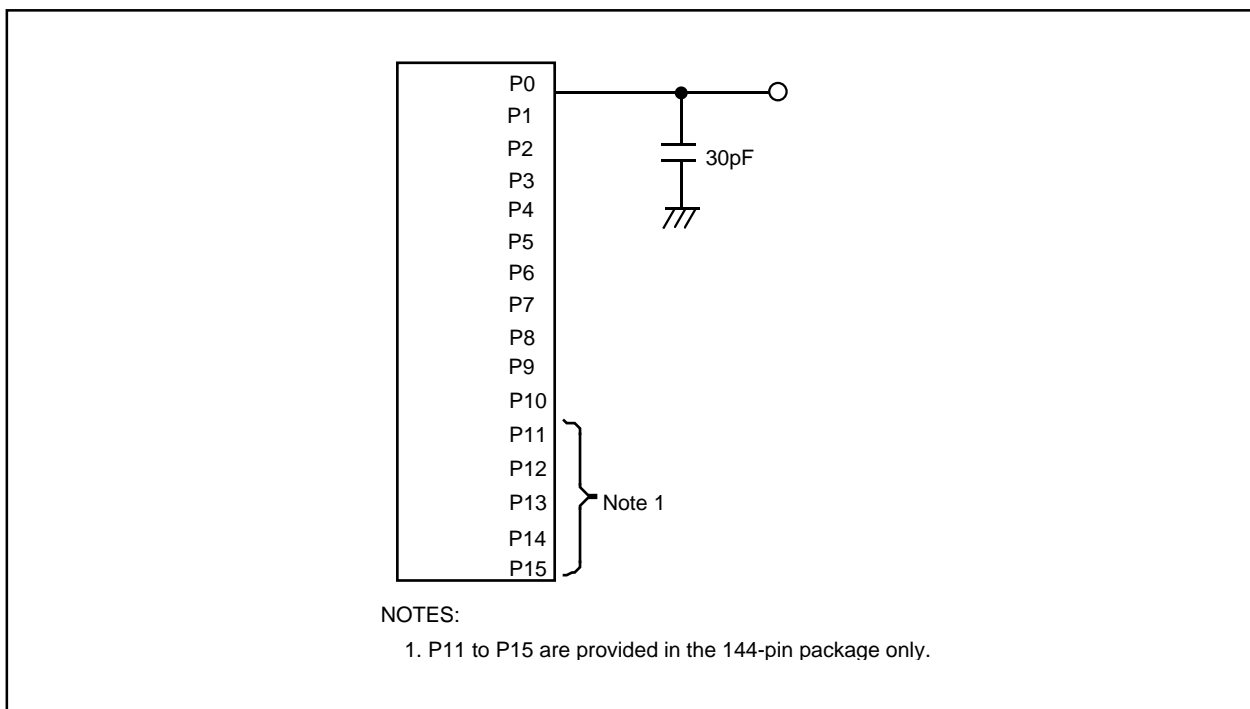 P0
P1
P2
P3
P4
P5
P6
P7
P8
P9
P10
P11
P12
P13
P14
P15
30pF
Note 1
NOTES:
1. P11 to P15 are provided in the 144-pin package only.